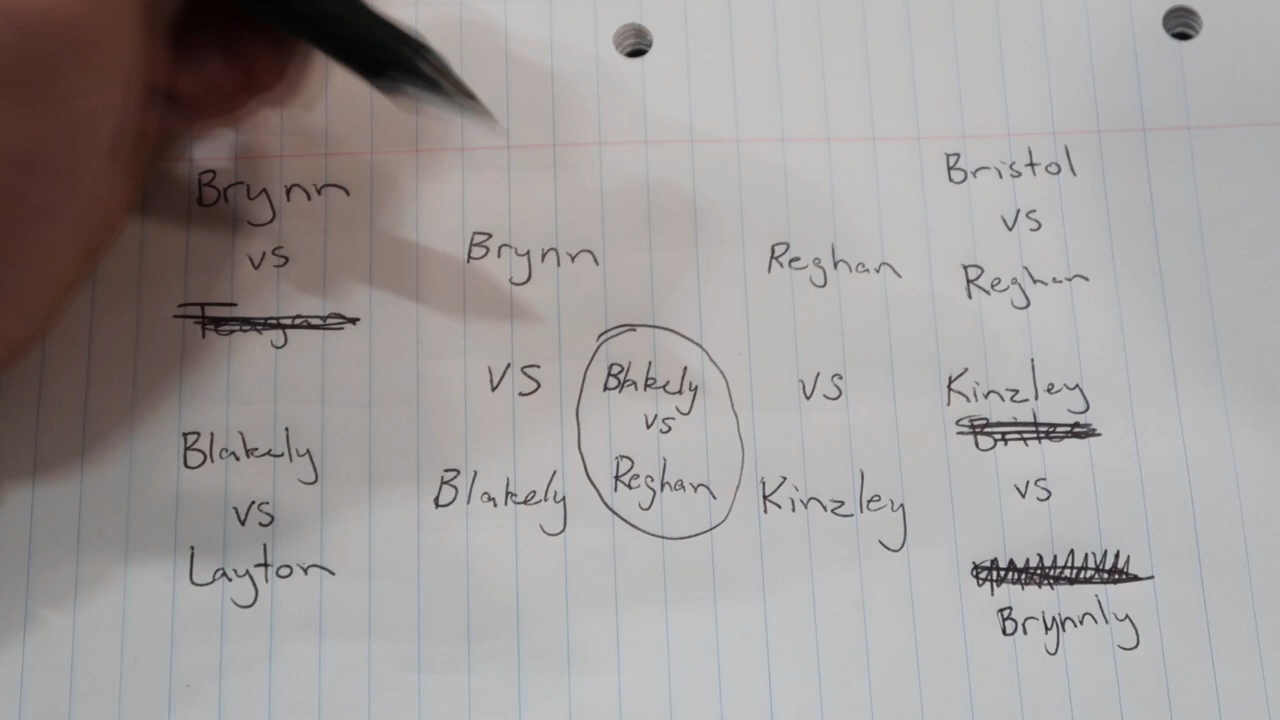 Brynn
vs
Teagan
Blakely
vs
Layton
Brynn
vs
Blakely
Blakely
vs
Reghan
Reghan
vs
Kinzley
Bristol
vs
Reghan
Kinzley
vs
Brynnly